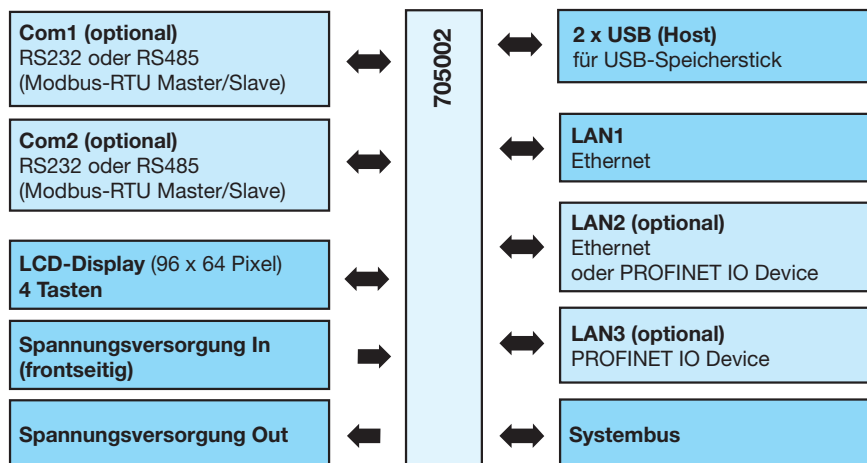 Com1 (optional)
RS232 oder RS485
(Modbus-RTU Master/Slave)
Com2 (optional)
RS232 oder RS485
(Modbus-RTU Master/Slave)
LCD-Display (96 x 64 Pixel)
4 Tasten
Spannungsversorgung In
(frontseitig)
Spannungsversorgung Out
705002
2 x USB (Host)
für USB-Speicherstick
LAN1
Ethernet
LAN2 (optional)
Ethernet
oder PROFINET IO Device
LAN3 (optional)
PROFINET IO Device
Systembus